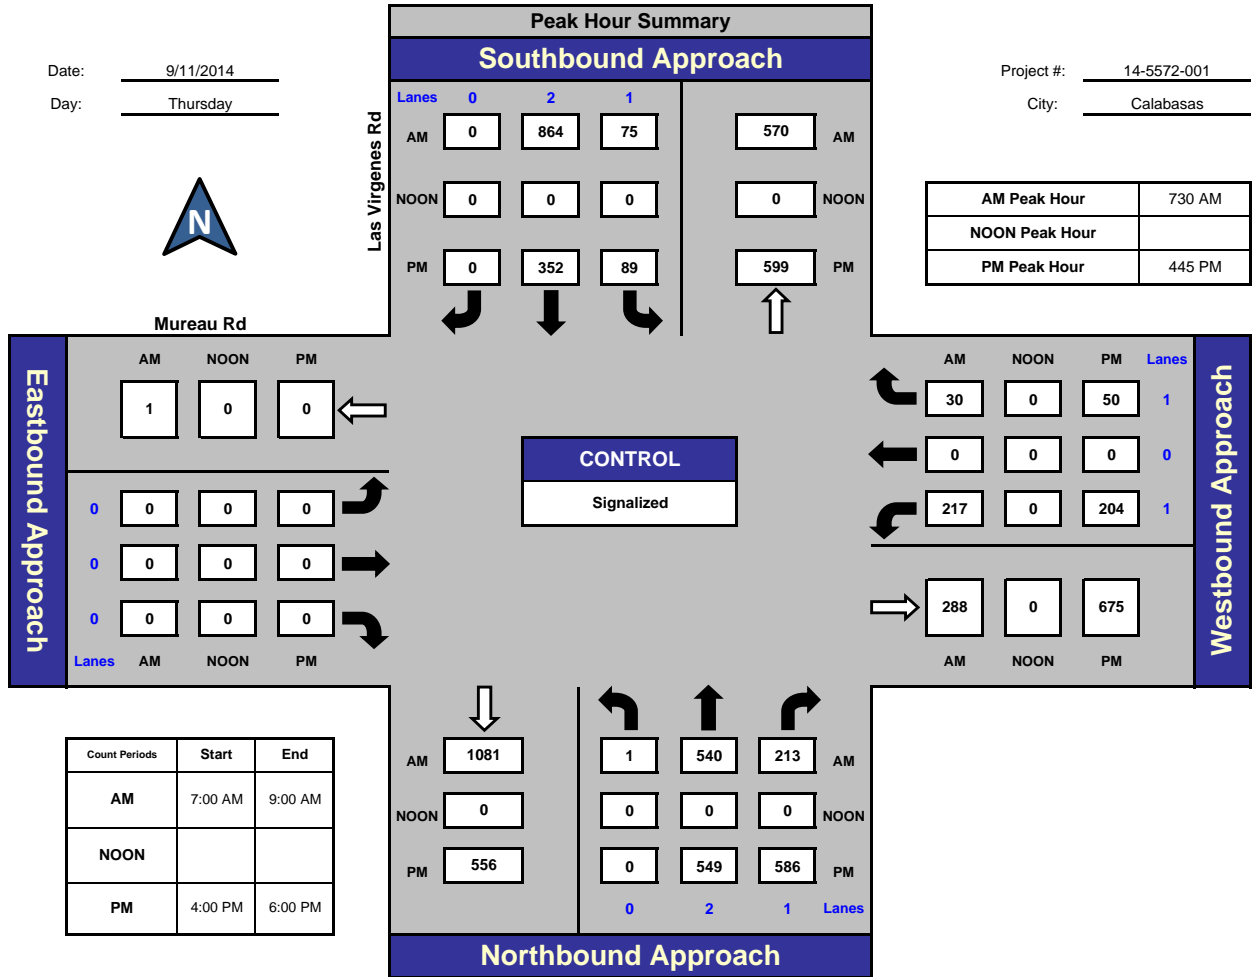 Peak Hour Summary
Southbound Approach
Date: 9/11/2014
Day: Thursday
Project #: 14-5572-001
City: Calabasas
Las Virgenes Rd
Lanes 0 2 1
AM 0 864 75 570 AM
NOON 0 0 0 0 NOON
PM 0 352 89 599 PM
N
AM Peak Hour 730 AM
NOON Peak Hour
PM Peak Hour 445 PM
Mureau Rd
Eastbound Approach
AM NOON PM
1 0 0
0 0 0 0
0 0 0 0
0 0 0 0
Lanes AM NOON PM
CONTROL
Signalized
AM NOON PM Lanes
30 0 50 1
0 0 0 0
217 0 204 1
288 0 675
AM NOON PM
Westbound Approach
Count Periods Start End
AM 7:00 AM 9:00 AM
NOON
PM 4:00 PM 6:00 PM
AM 1081 1 540 213 AM
NOON 0 0 0 0 NOON
PM 556 0 549 586 PM
0 2 1 Lanes
Northbound Approach